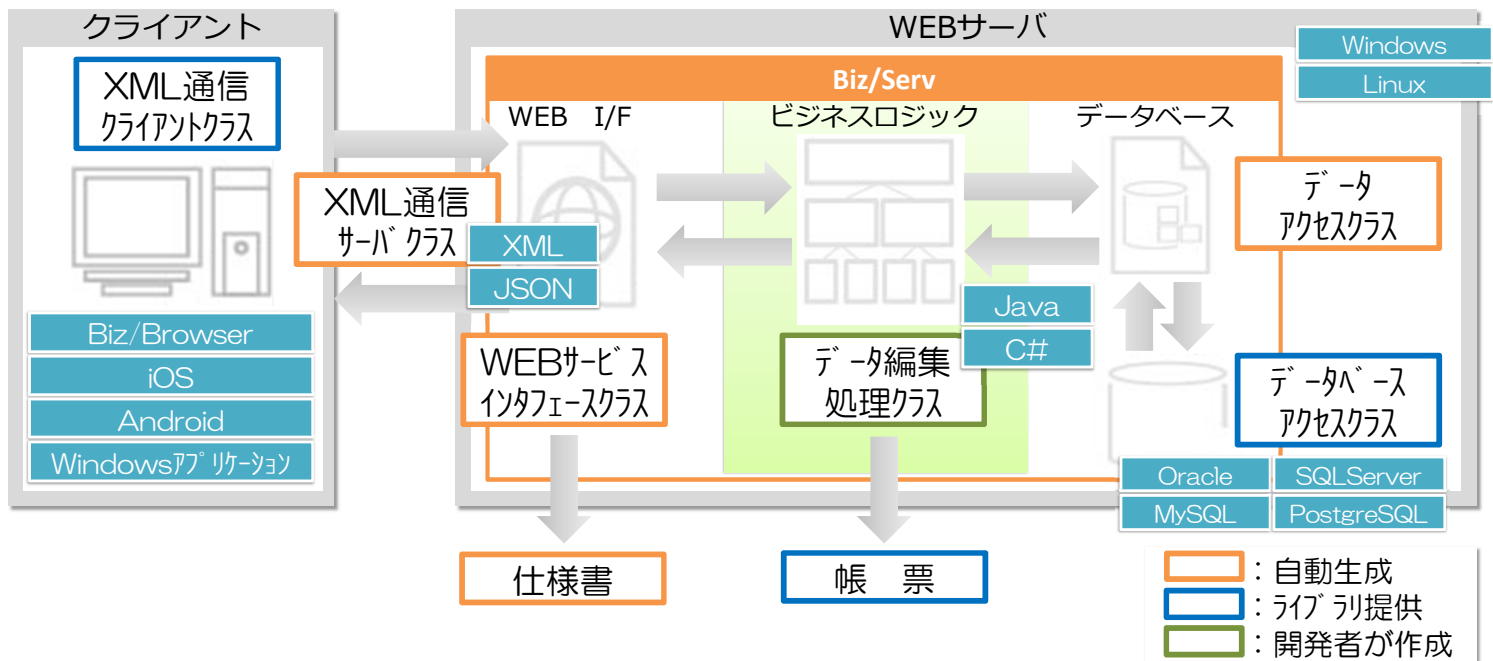 クライアント
XML通信
クライアントクラス
XML通信
サーバクラス
Biz/Browser
iOS
Android
Windowsアプリケーション
WEBサーバ
Windows
Linux
Biz/Serv
WEB I/F
ビジネスロジック
データベース
XML
JSON
WEBサービス
インタフェースクラス
Java
C#
データ編集
処理クラス
データ
アクセスクラス
データベース
アクセスクラス
Oracle
SQLServer
MySQL
PostgreSQL
仕様書
帳 票
：自動生成
：ライブラリ提供
：開発者が作成